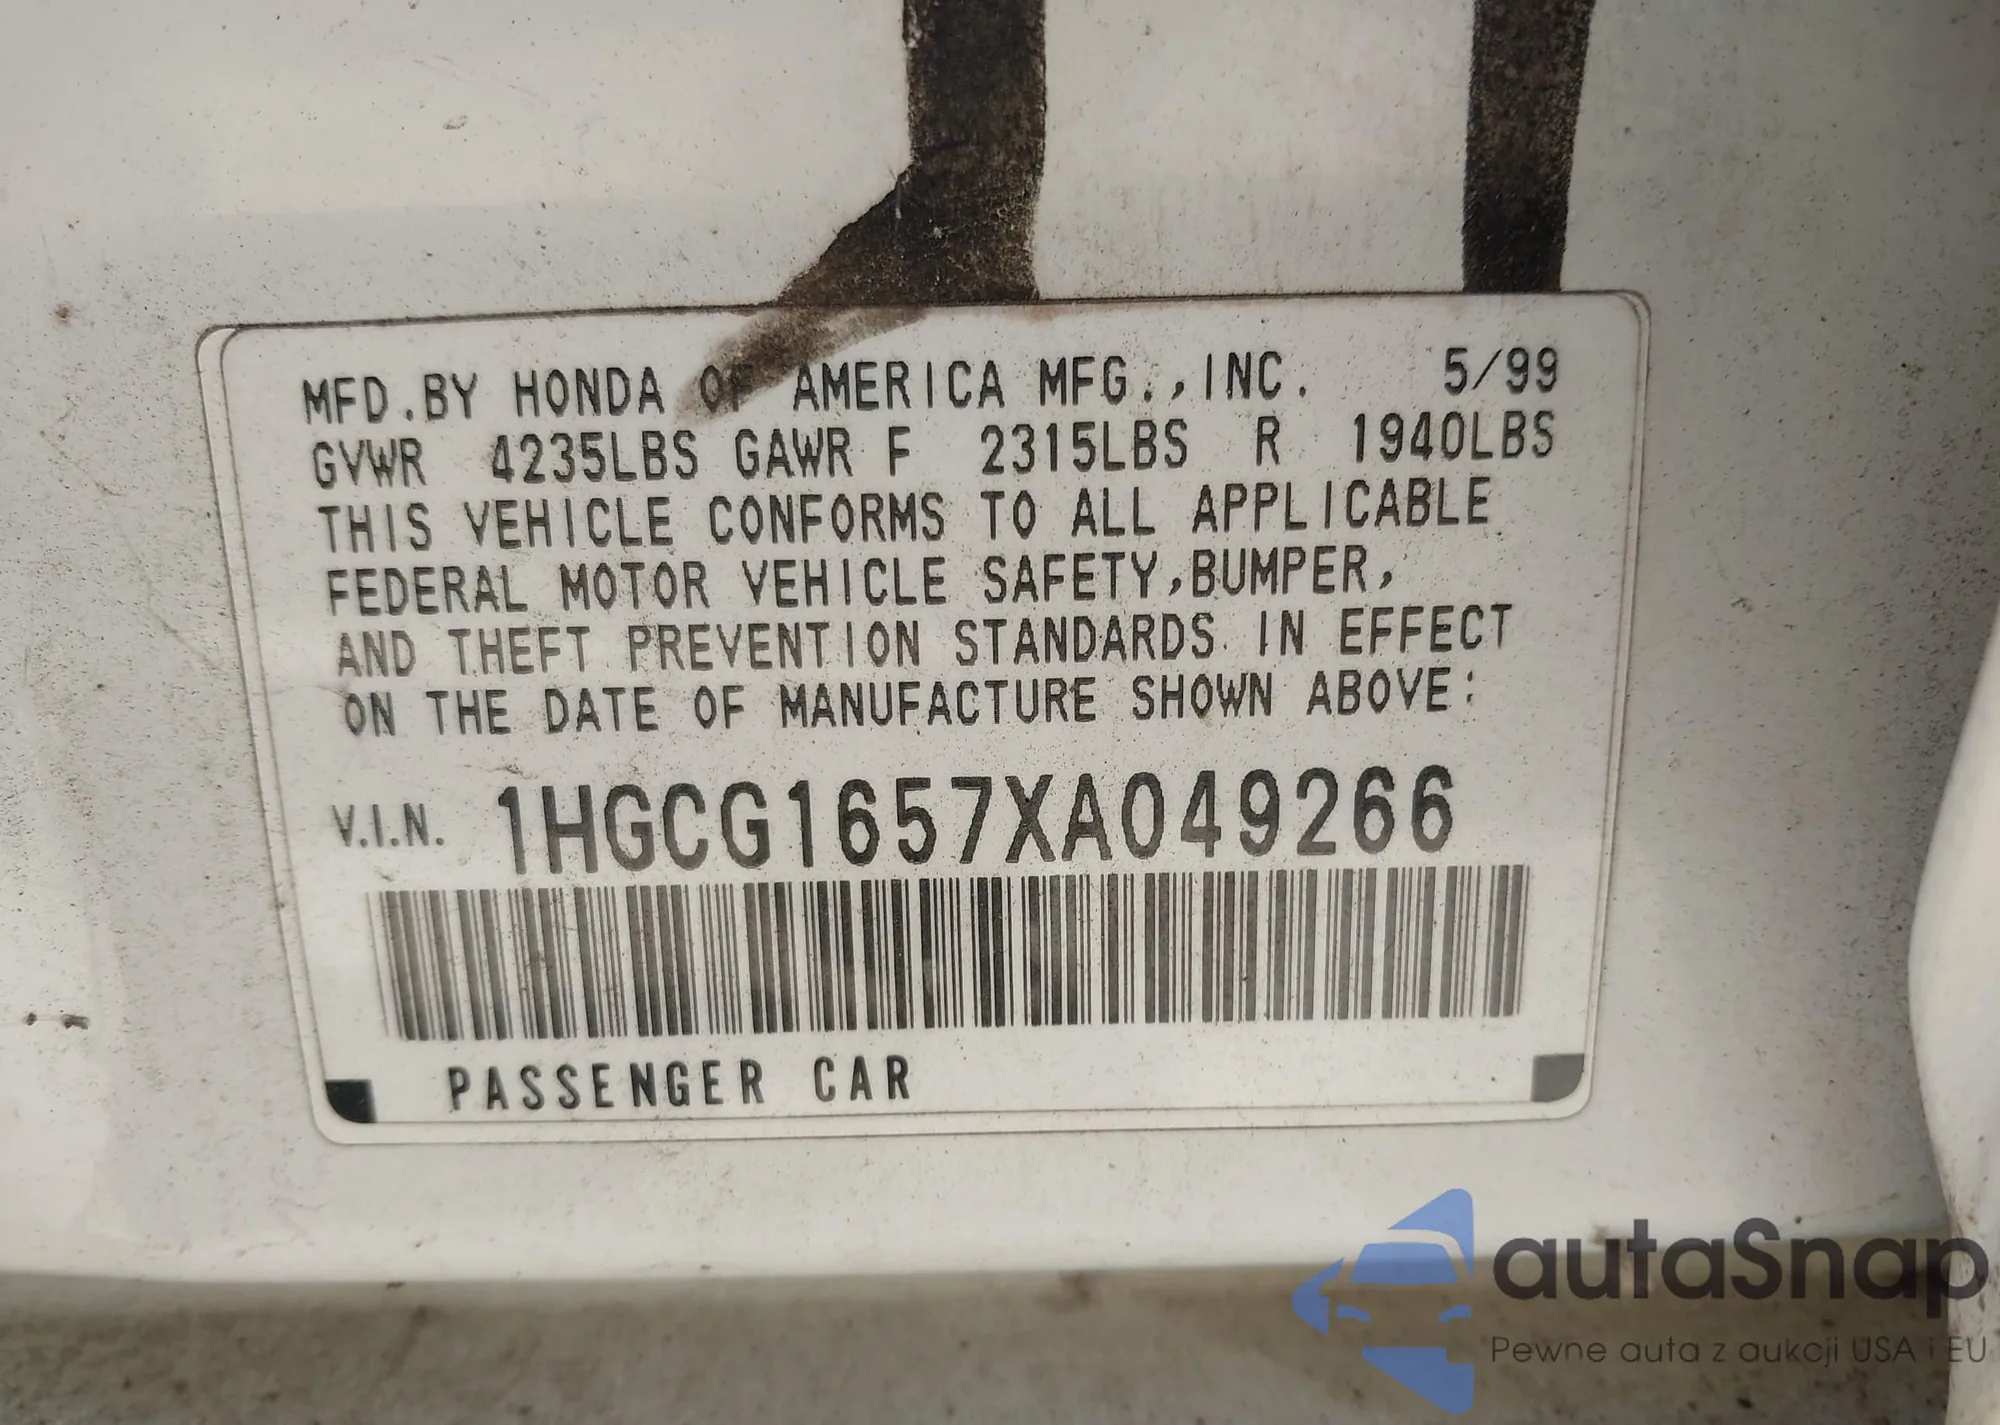 MFD.BY HONDA OF AMERICA MFG.,INC. 5/99
GVWR 4235LBS GAWR F 2315LBS R 1940LBS
THIS VEHICLE CONFORMS TO ALL APPLICABLE
FEDERAL MOTOR VEHICLE SAFETY,BUMPER,
AND THEFT PREVENTION STANDARDS IN EFFECT
ON THE DATE OF MANUFACTURE SHOWN ABOVE:
V.I.N. 1HGCG1657XA049266
PASSENGER CAR
autaSnap
Pewne auta z aukcji USA i EU